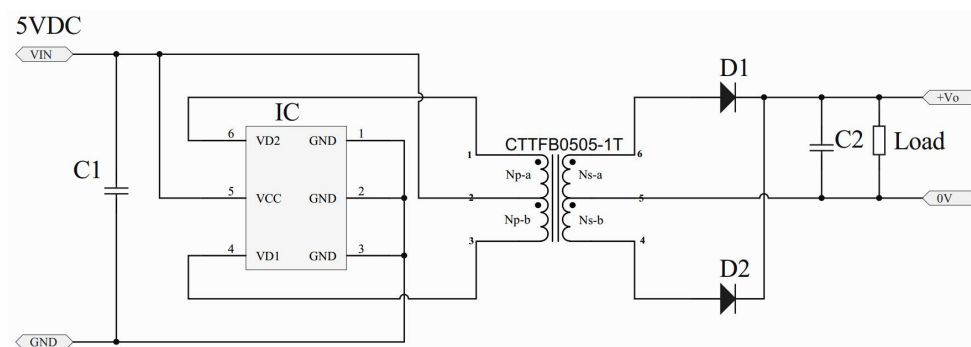 5VDC
VIN
D1
+Vo
IC
CTTFB0505-1T
6 VD2 GND 1
1
6
C2
Load
C1
Np-a
Ns-a
5 VCC GND 2
2
5
0V
Np-b
Ns-b
4 VD1 GND 3
3
4
D2
GND